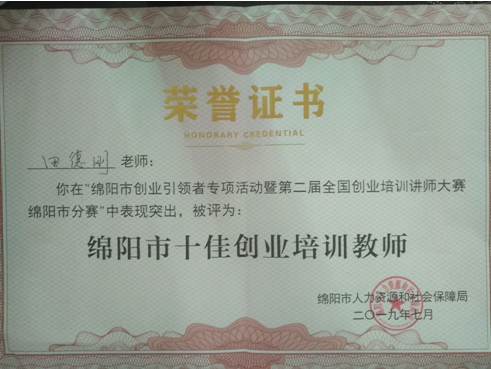 荣誉证书
HONORARY CREDENTIAL
田德刚 老师：
你在"绵阳市创业引领者专项活动暨第二届全国创业培训讲师大赛
绵阳市分赛"中表现突出，被评为：
绵阳市十佳创业培训教师
绵阳市人力资源和社会保障局
二〇一九年七月